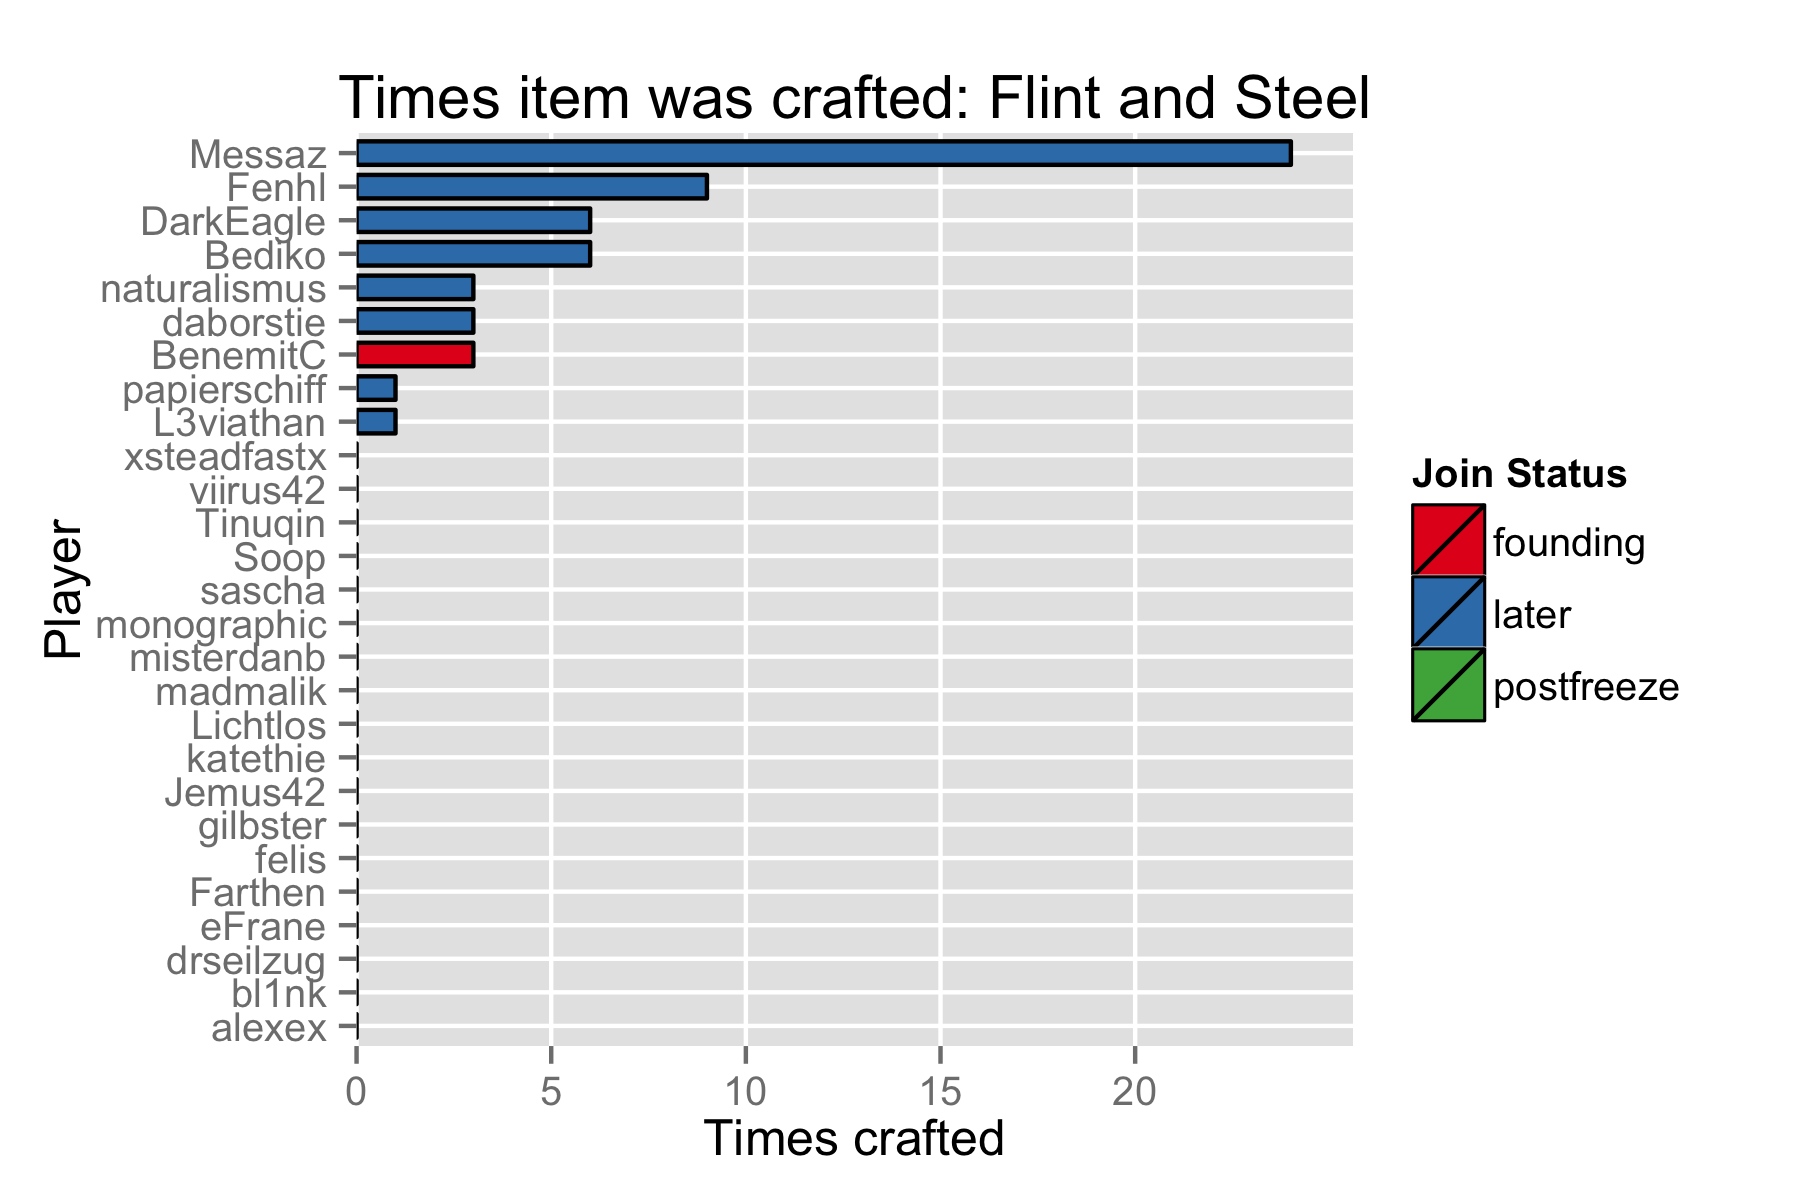 Times item was crafted: Flint and Steel
Player
Messaz
Fenhl
DarkEagle
Bediko
naturalismus
daborstie
BenemitC
papierschiff
L3viathan
xsteadfastx
viirus42
Tinuqin
Soop
sascha
monographic
misterdanb
madmalik
Lichtlos
katethie
Jemus42
gilbster
felis
Farthen
eFrane
drseilzug
bl1nk
alexex
0 5 10 15 20
Times crafted
Join Status
founding
later
postfreeze